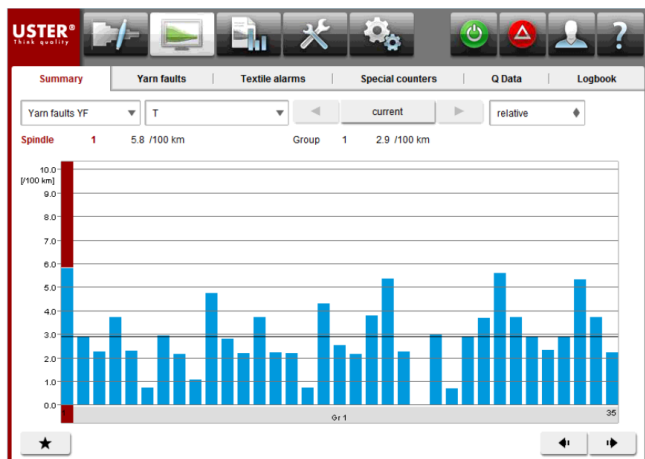 USTER®
Think quality
?
Summary
Yarn faults
Textile alarms
Special counters
Q Data
Logbook
Yarn faults YF
T
current
relative
Spindle 1 5.8 /100 km Group 1 2.9 /100 km
10.0
[/100 km]
9.0
8.0
7.0
6.0
5.0
4.0
3.0
2.0
1.0
0.0
1
Gr 1
35